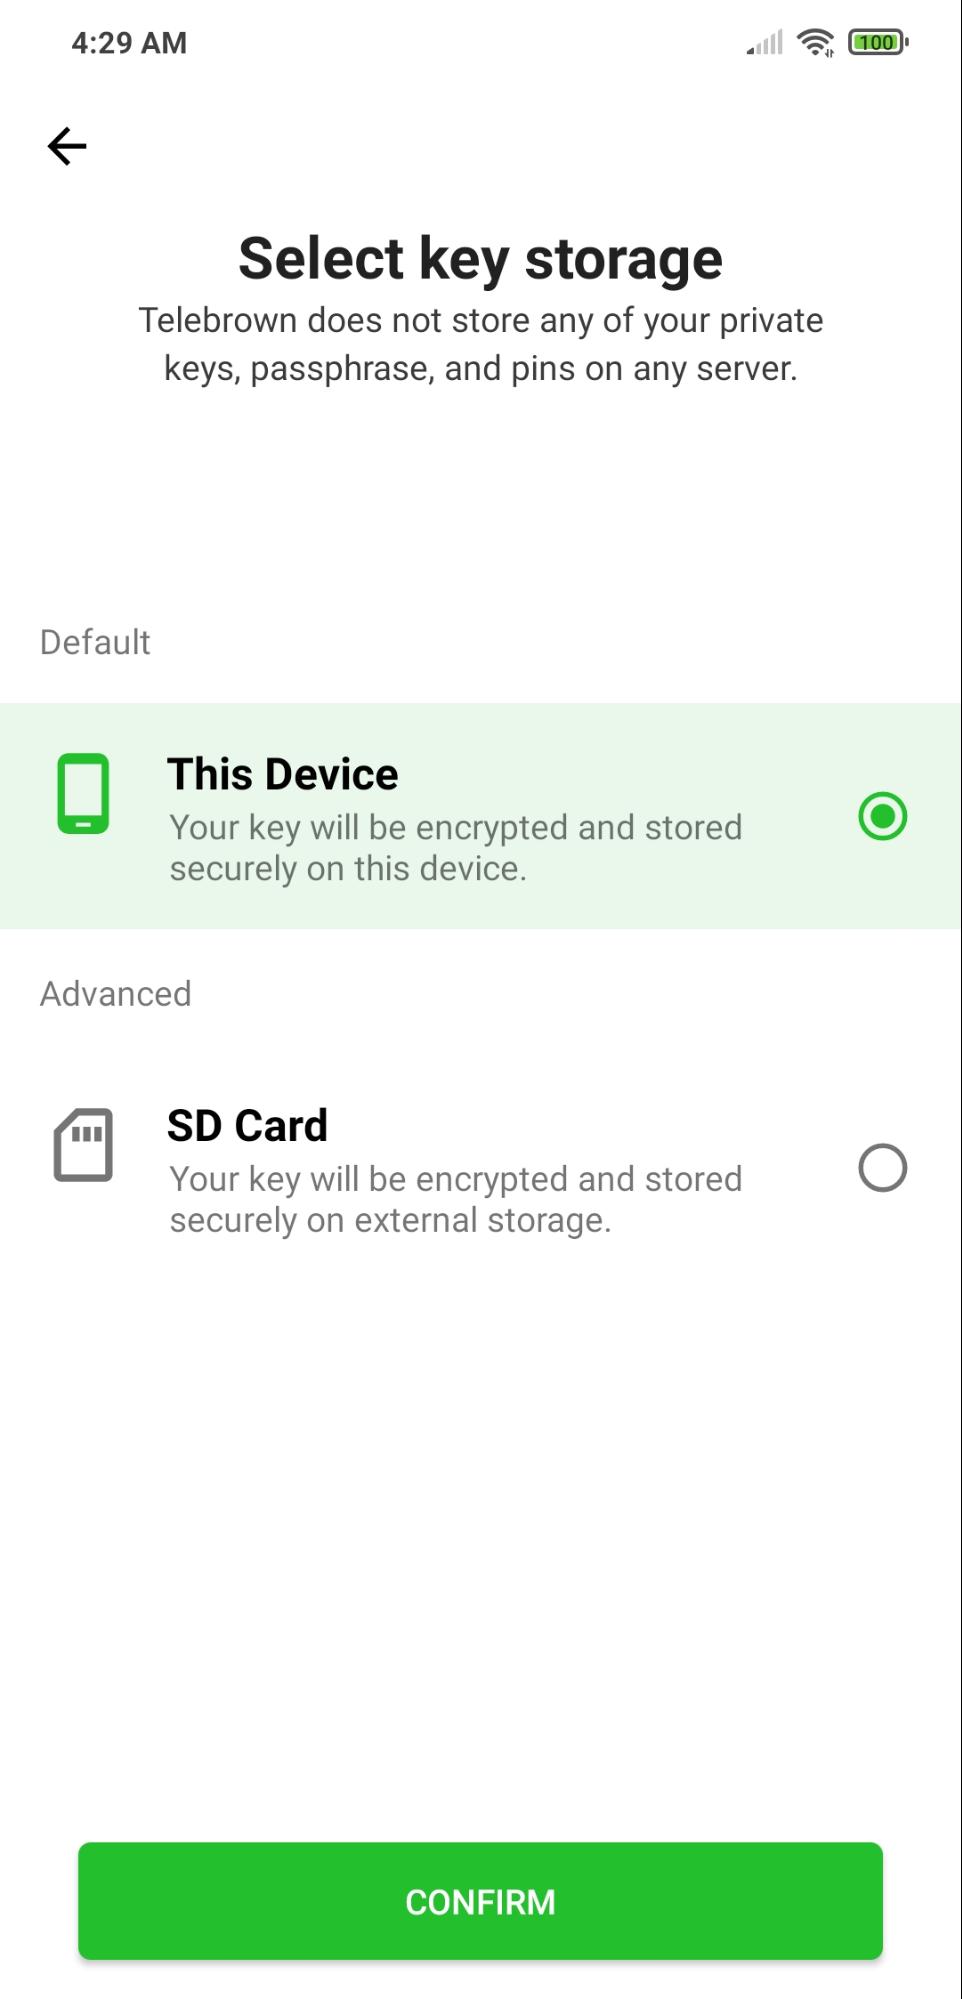 4:29 AM
100
Select key storage
Telebrown does not store any of your private
keys, passphrase, and pins on any server.
Default
This Device
Your key will be encrypted and stored
securely on this device.
Advanced
SD Card
Your key will be encrypted and stored
securely on external storage.
CONFIRM